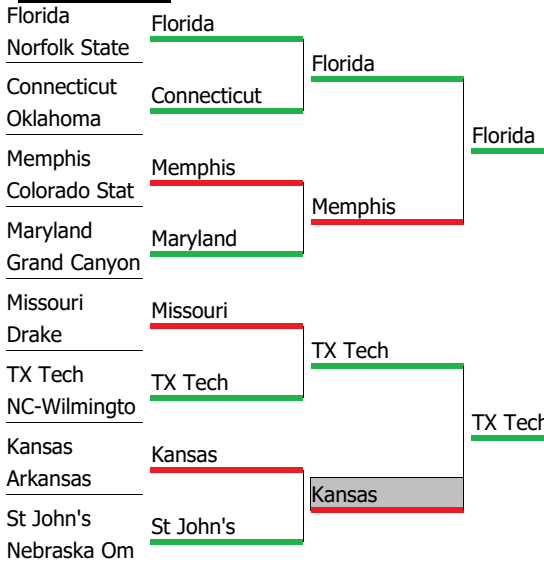 Florida
Norfolk State
Connecticut
Oklahoma
Memphis
Colorado Stat
Maryland
Grand Canyon
Missouri
Drake
TX Tech
NC-Wilmingto
Kansas
Arkansas
St John's
Nebraska Om
Florida
Connecticut
Memphis
Maryland
Missouri
TX Tech
Kansas
St John's
Florida
Memphis
TX Tech
Kansas
Florida
TX Tech